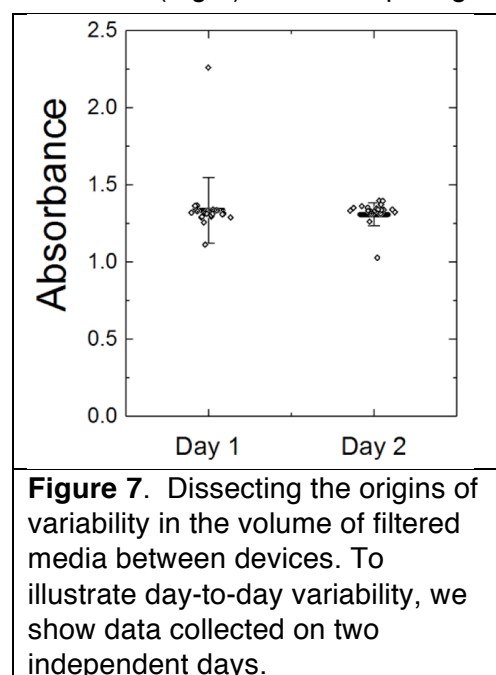 2.5
2.0
1.5
1.0
0.5
0.0
Absorbance
Day 1 Day 2
Figure 7. Dissecting the origins of
variability in the volume of filtered
media between devices. To
illustrate day-to-day variability, we
show data collected on two
independent days.